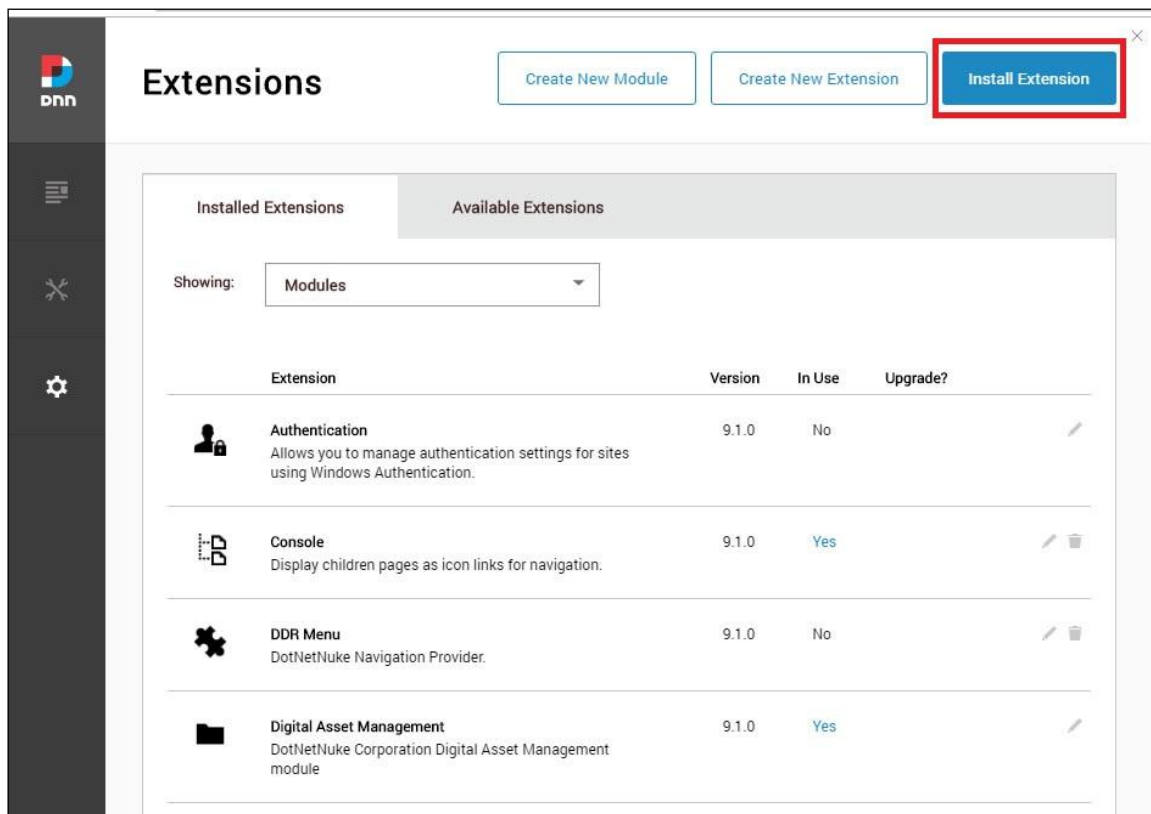 Dnn
Extensions
Create New Module
Create New Extension
Install Extension
Installed Extensions
Available Extensions
Showing:
Modules
Extension Version In Use Upgrade?
Authentication 9.1.0 No
Allows you to manage authentication settings for sites
using Windows Authentication.
Console 9.1.0 Yes
Display children pages as icon links for navigation.
DDR Menu 9.1.0 No
DotNetNuke Navigation Provider.
Digital Asset Management 9.1.0 Yes
DotNetNuke Corporation Digital Asset Management
module